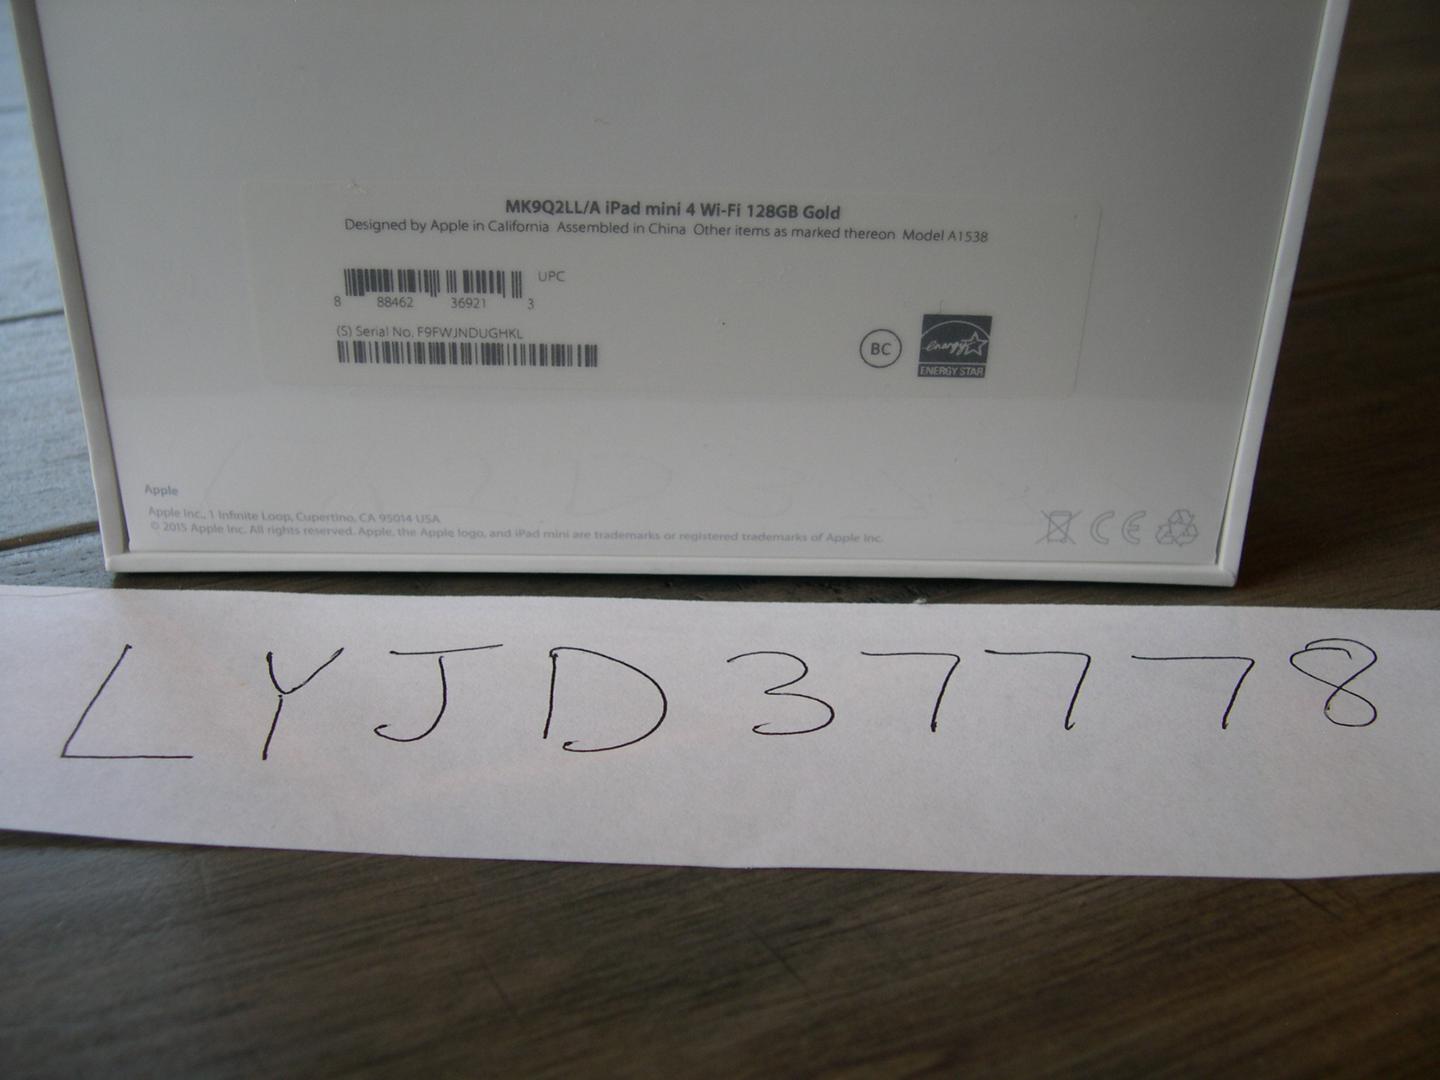 MK9Q2LL/A iPad mini 4 Wi-Fi 128GB Gold
Designed by Apple in California Assembled in China Other items as marked thereon Model A1538
UPC
8 88462 36921 3
(S) Serial No. F9FWJNDUGHKL
BC
energy
ENERGY STAR
Apple
Apple Inc., 1 Infinite Loop, Cupertino, CA 95014 USA
© 2015 Apple Inc. All rights reserved. Apple, the Apple logo, and iPad mini are trademarks or registered trademarks of Apple Inc.
CE
LYJD37778